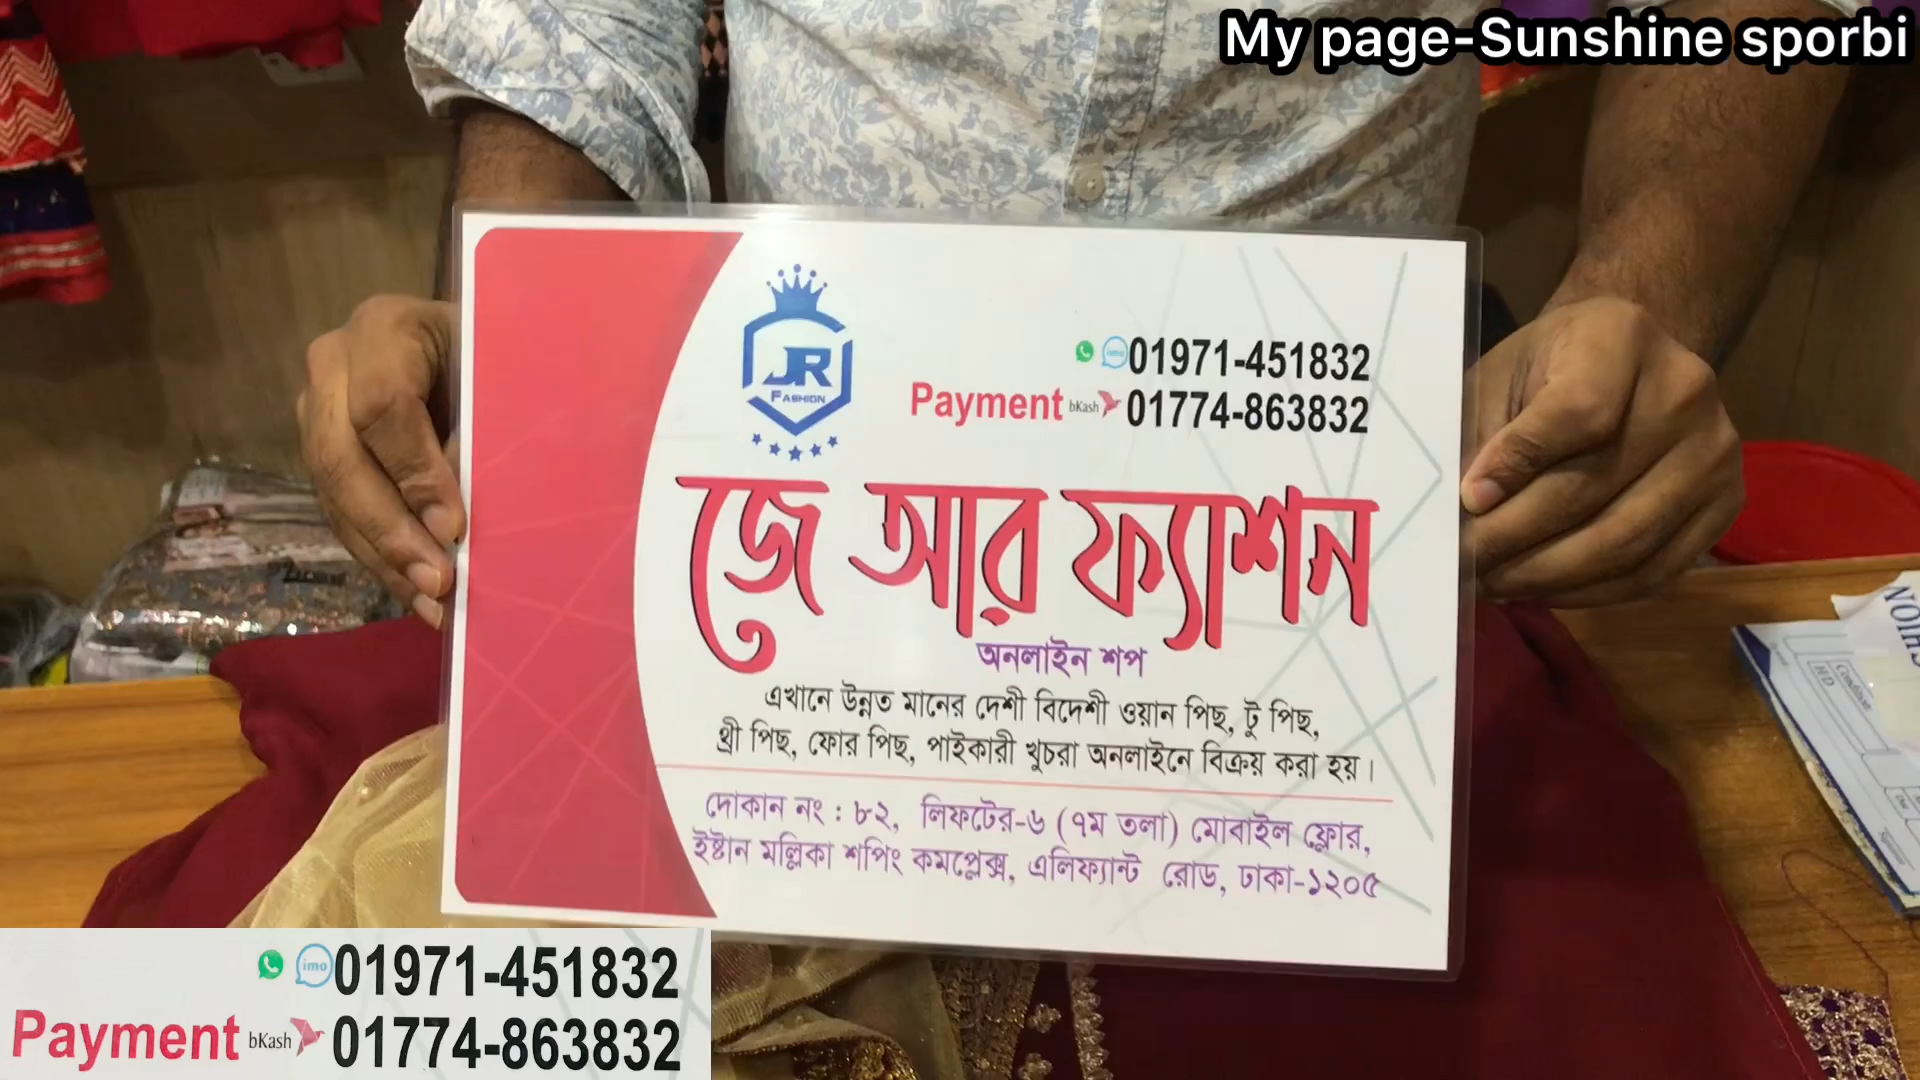 My page-Sunshine sporbi
JR
FASHION
imo 01971-451832
Payment bKash 01774-863832
জে আর ফ্যাশন
অনলাইন শপ
এখানে উন্নত মানের দেশী বিদেশী ওয়ান পিছ, টু পিছ,
থ্রী পিছ, ফোর পিছ, পাইকারী খুচরা অনলাইনে বিক্রয় করা হয়।
দোকান নং : ৮২, লিফটের-৬ (৭ম তলা) মোবাইল ফ্লোর,
ইষ্টান মল্লিকা শপিং কমপ্লেক্স, এলিফ্যান্ট রোড, ঢাকা-১২০৫
imo 01971-451832
Payment bKash 01774-863832